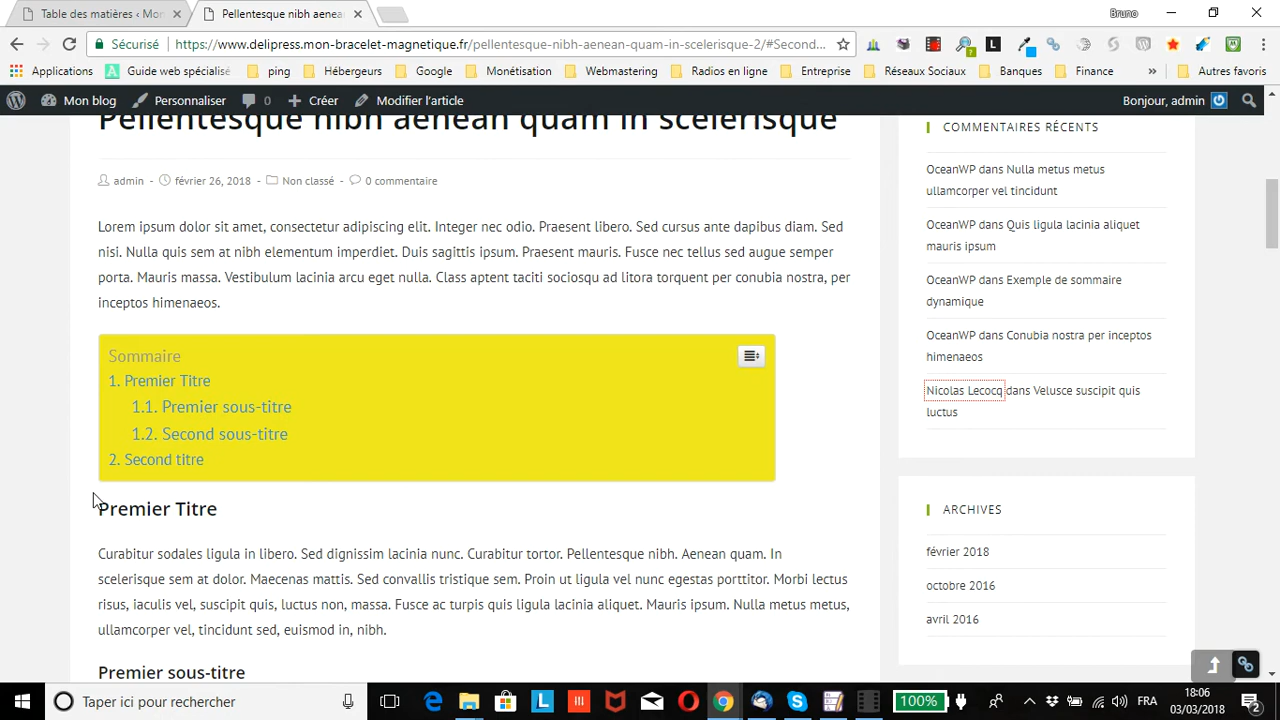 Table des matières ‹ Mon
Pellentesque nibh aenea
Bruno
Sécurisé
https://www.delipress.mon-bracelet-magnetique.fr/pellentesque-nibh-aenean-quam-in-scelerisque-2/#Second...
Applications
Guide web spécialisé
ping
Hébergeurs
Google
Monétisation
Webmastering
Radios en ligne
Entreprise
Réseaux Sociaux
Banques
Finance
»
Autres favoris
Mon blog
Personnaliser
0
Créer
Modifier l'article
Bonjour, admin
Pellentesque nibh aenean quam in scelerisque
admin - février 26, 2018 - Non classé - 0 commentaire
Lorem ipsum dolor sit amet, consectetur adipiscing elit. Integer nec odio. Praesent libero. Sed cursus ante dapibus diam. Sed
nisi. Nulla quis sem at nibh elementum imperdiet. Duis sagittis ipsum. Praesent mauris. Fusce nec tellus sed augue semper
porta. Mauris massa. Vestibulum lacinia arcu eget nulla. Class aptent taciti sociosqu ad litora torquent per conubia nostra, per
inceptos himenaeos.
Sommaire
1. Premier Titre
1.1. Premier sous-titre
1.2. Second sous-titre
2. Second titre
Premier Titre
Curabitur sodales ligula in libero. Sed dignissim lacinia nunc. Curabitur tortor. Pellentesque nibh. Aenean quam. In
scelerisque sem at dolor. Maecenas mattis. Sed convallis tristique sem. Proin ut ligula vel nunc egestas porttitor. Morbi lectus
risus, iaculis vel, suscipit quis, luctus non, massa. Fusce ac turpis quis ligula lacinia aliquet. Mauris ipsum. Nulla metus metus,
ullamcorper vel, tincidunt sed, euismod in, nibh.
Premier sous-titre
COMMENTAIRES RÉCENTS
OceanWP dans Nulla metus metus
ullamcorper vel tincidunt
OceanWP dans Quis ligula lacinia aliquet
mauris ipsum
OceanWP dans Exemple de sommaire
dynamique
OceanWP dans Conubia nostra per inceptos
himenaeos
Nicolas Lecocq dans Velusce suscipit quis
luctus
ARCHIVES
février 2018
octobre 2016
avril 2016
Taper ici pour rechercher
100%
FRA
18:06
03/03/2018
2